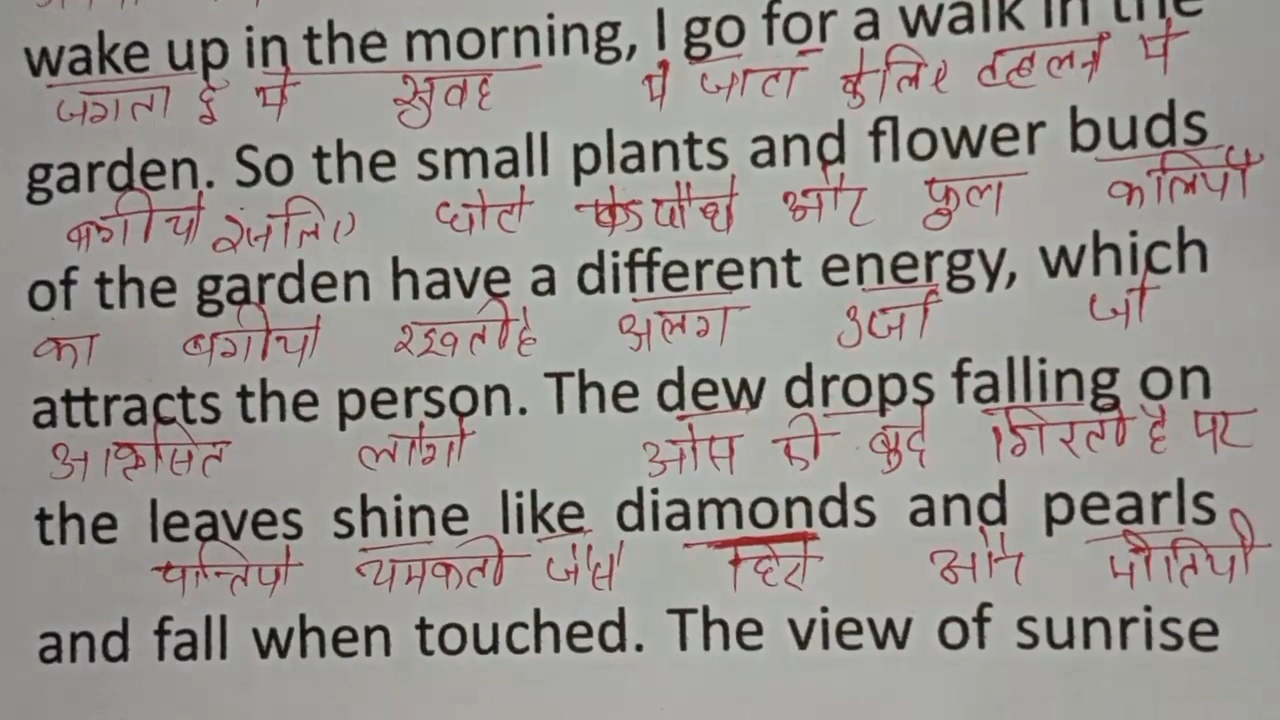 wake up in the morning, I go for a walk in the
जगता हुँ मे सुवह मै जाता के लिए टहलने मे
garden. So the small plants and flower buds
बगीचो इसलिए छोटे पौधो और फुल कलियों
of the garden have a different energy, which
का बगीचो रखती है अलग उर्जा जो
attracts the person. The dew drops falling on
लोगो ओस की बुदे गिरती है पर
the leaves shine like diamonds and pearls
पत्तियो चमकती जैसे हिरे और मोतियो
and fall when touched. The view of sunrise